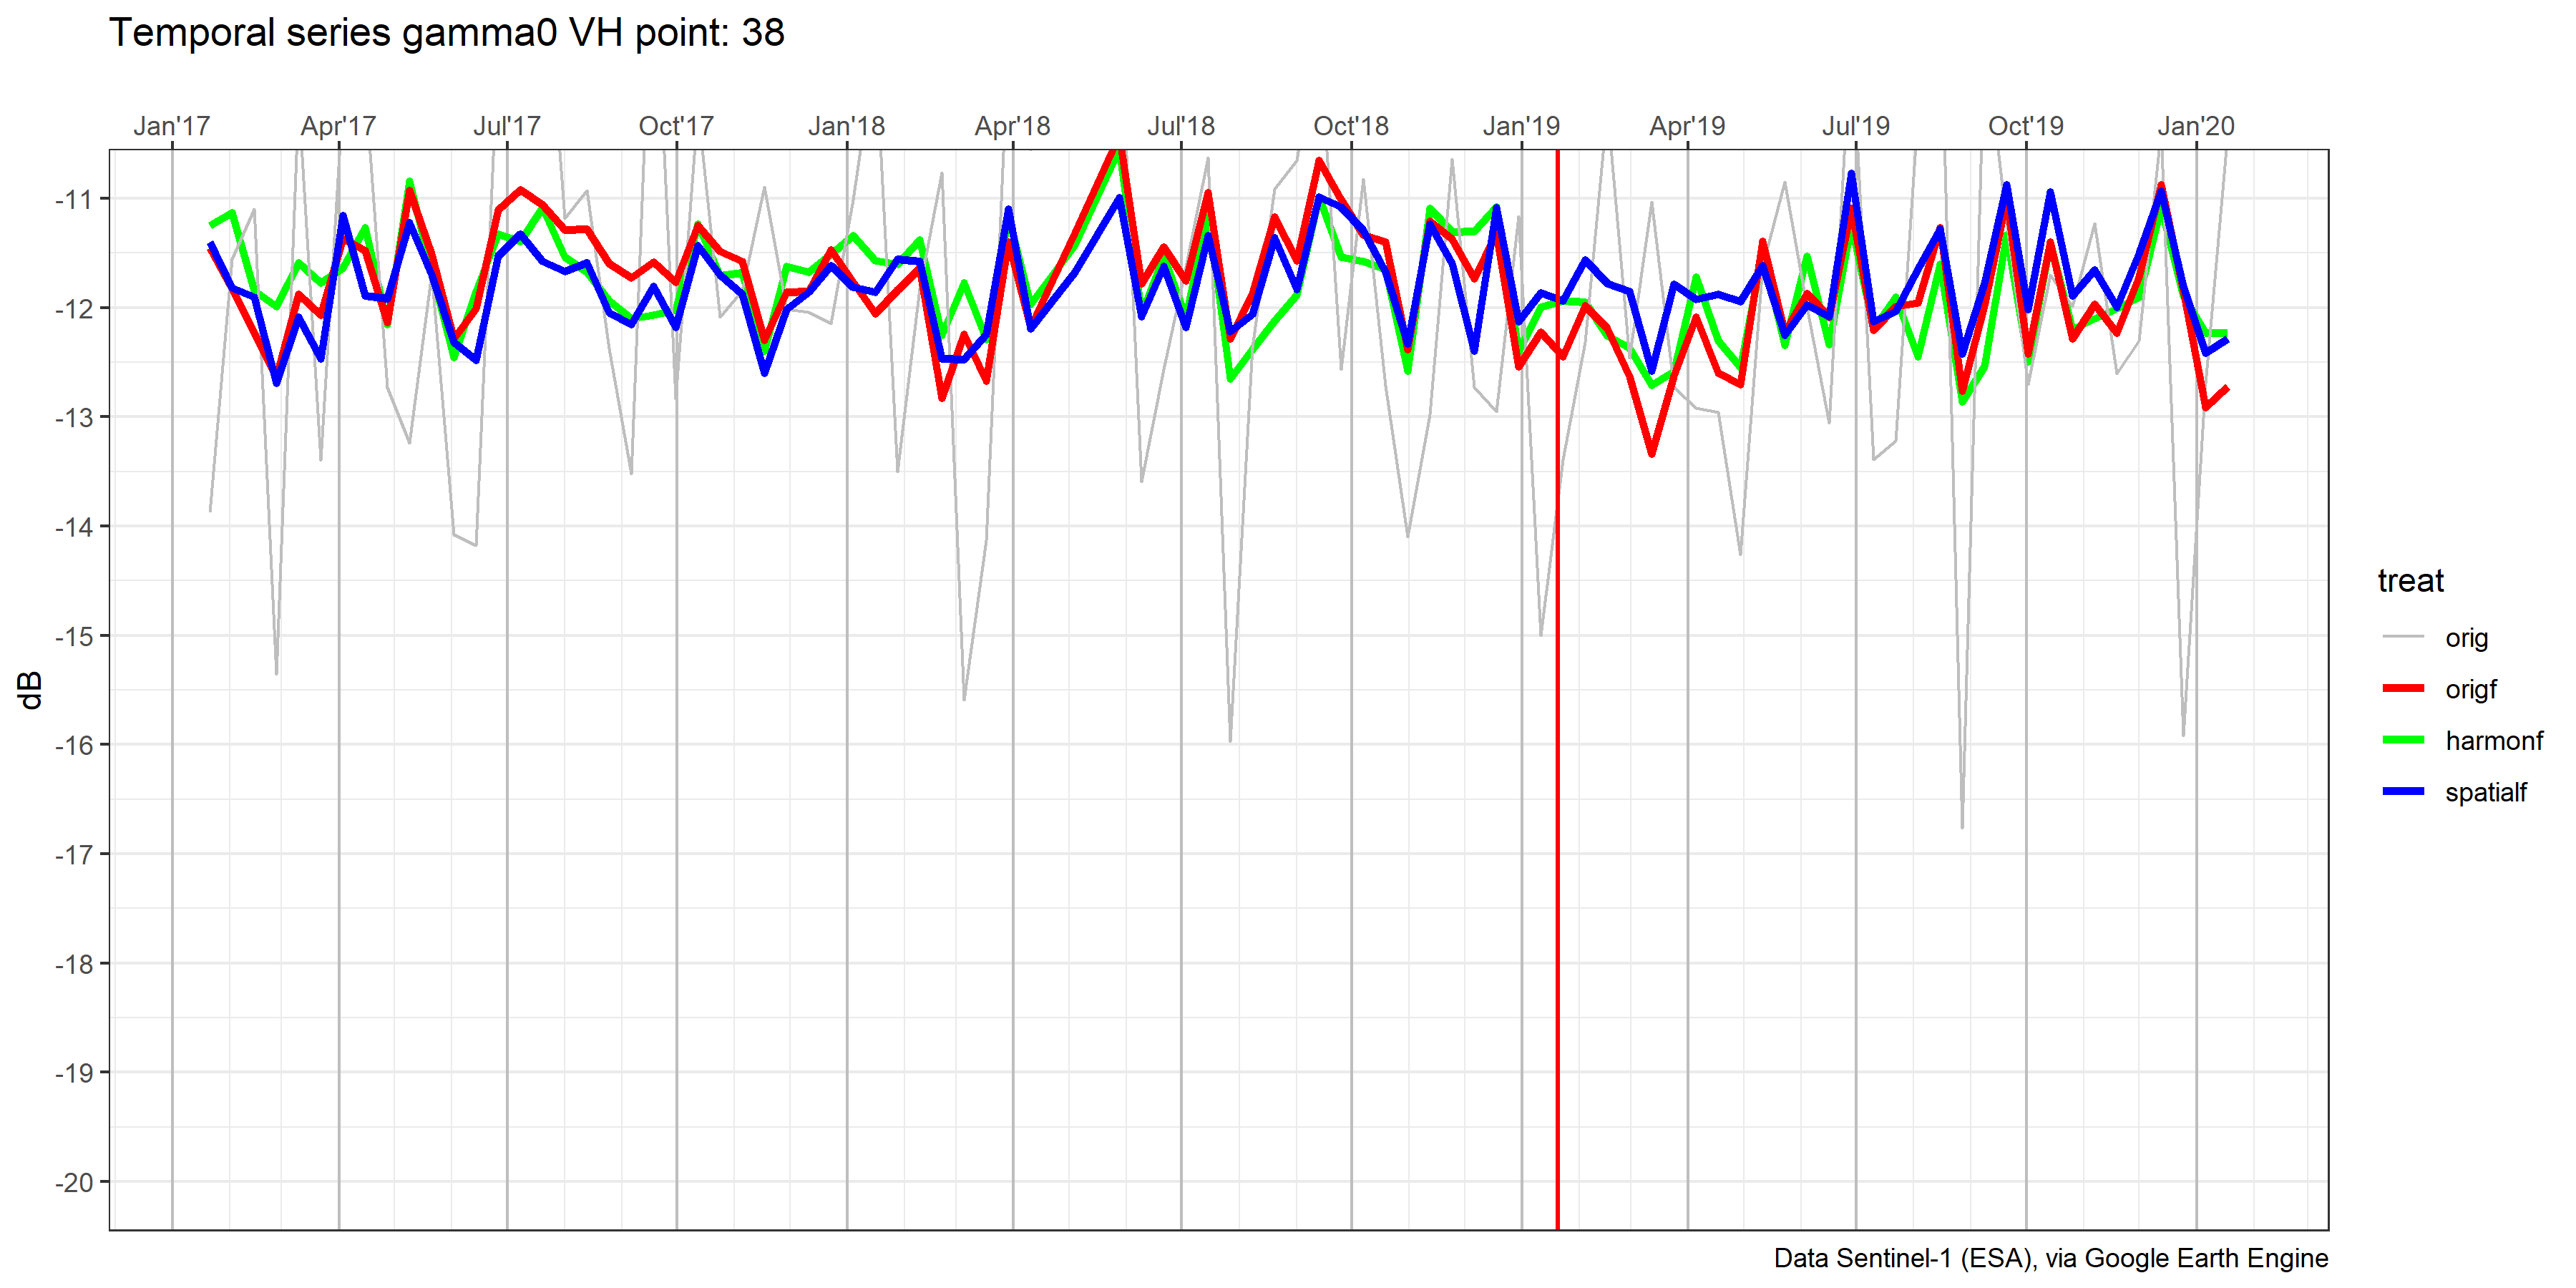 Temporal series gamma0 VH point: 38
Jan'17 Apr'17 Jul'17 Oct'17 Jan'18 Apr'18 Jul'18 Oct'18 Jan'19 Apr'19 Jul'19 Oct'19 Jan'20
-11
-12
-13
-14
-15
-16
-17
-18
-19
-20
dB
treat
orig
origf
harmonf
spatialf
Data Sentinel-1 (ESA), via Google Earth Engine